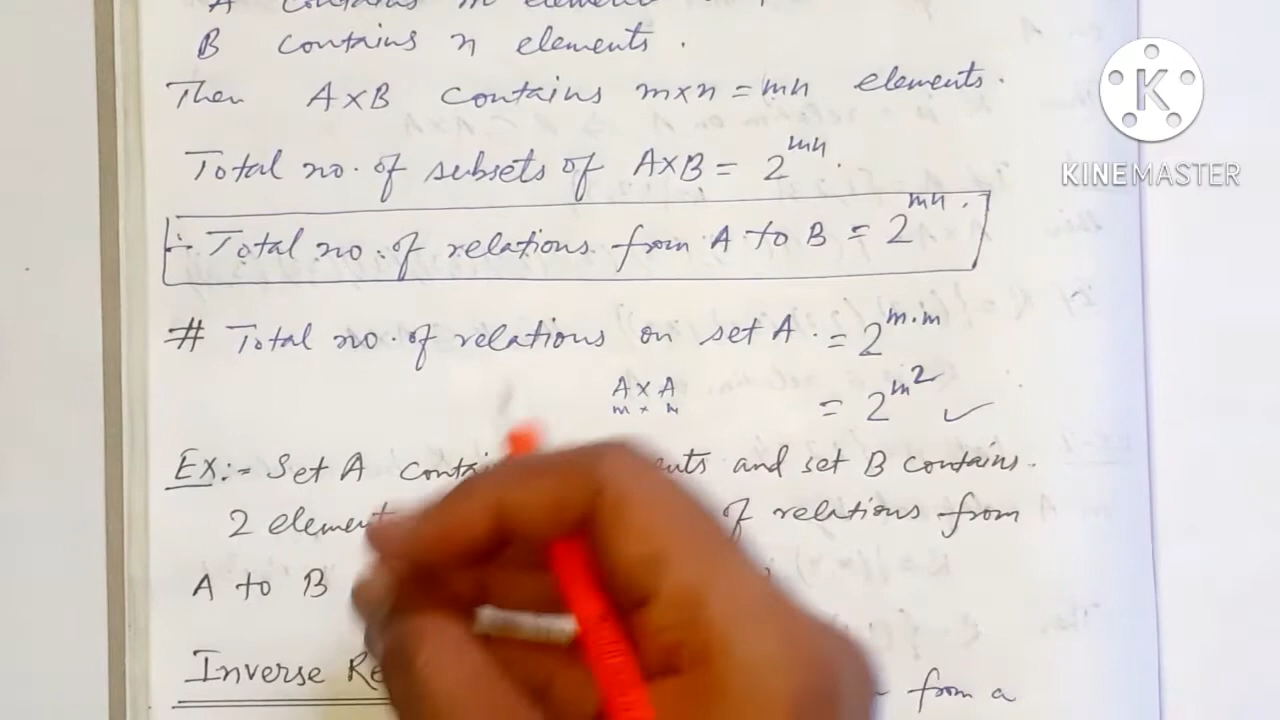 A contains m
B contains n elements.
Then A×B contains m×n = mn elements.
Total no. of subsets of A×B = 2^mn.
∴ Total no. of relations from A to B = 2^mn.
# Total no. of relations on set A. = 2^m.m
A × A
m × m
= 2^m2 ✓
EX:- Set A and set B contains.
2 of relations from
A to B
Inverse from a
K
KINEMASTER